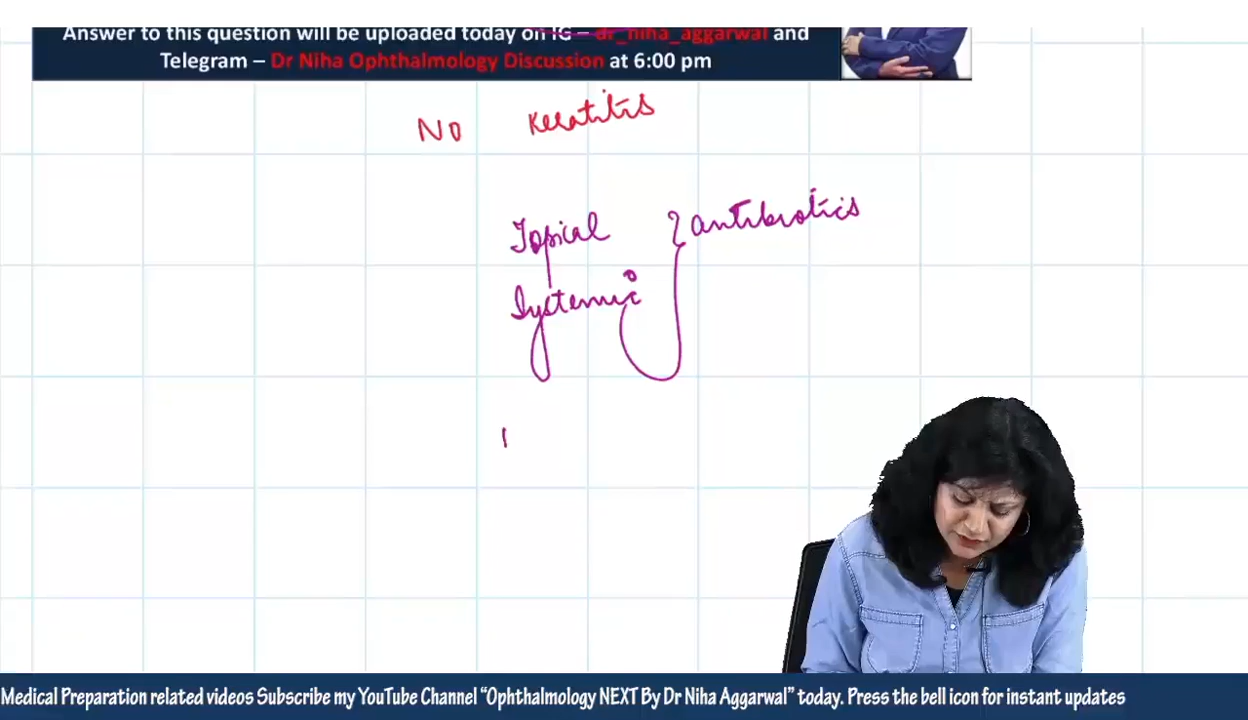 Answer to this question will be uploaded today on IG – dr_niha_aggarwal and
Telegram – Dr Niha Ophthalmology Discussion at 6:00 pm
No Keratitis
Topical } antibiotics
Systemic
Medical Preparation related videos Subscribe my YouTube Channel “Ophthalmology NEXT By Dr Niha Aggarwal” today. Press the bell icon for instant updates